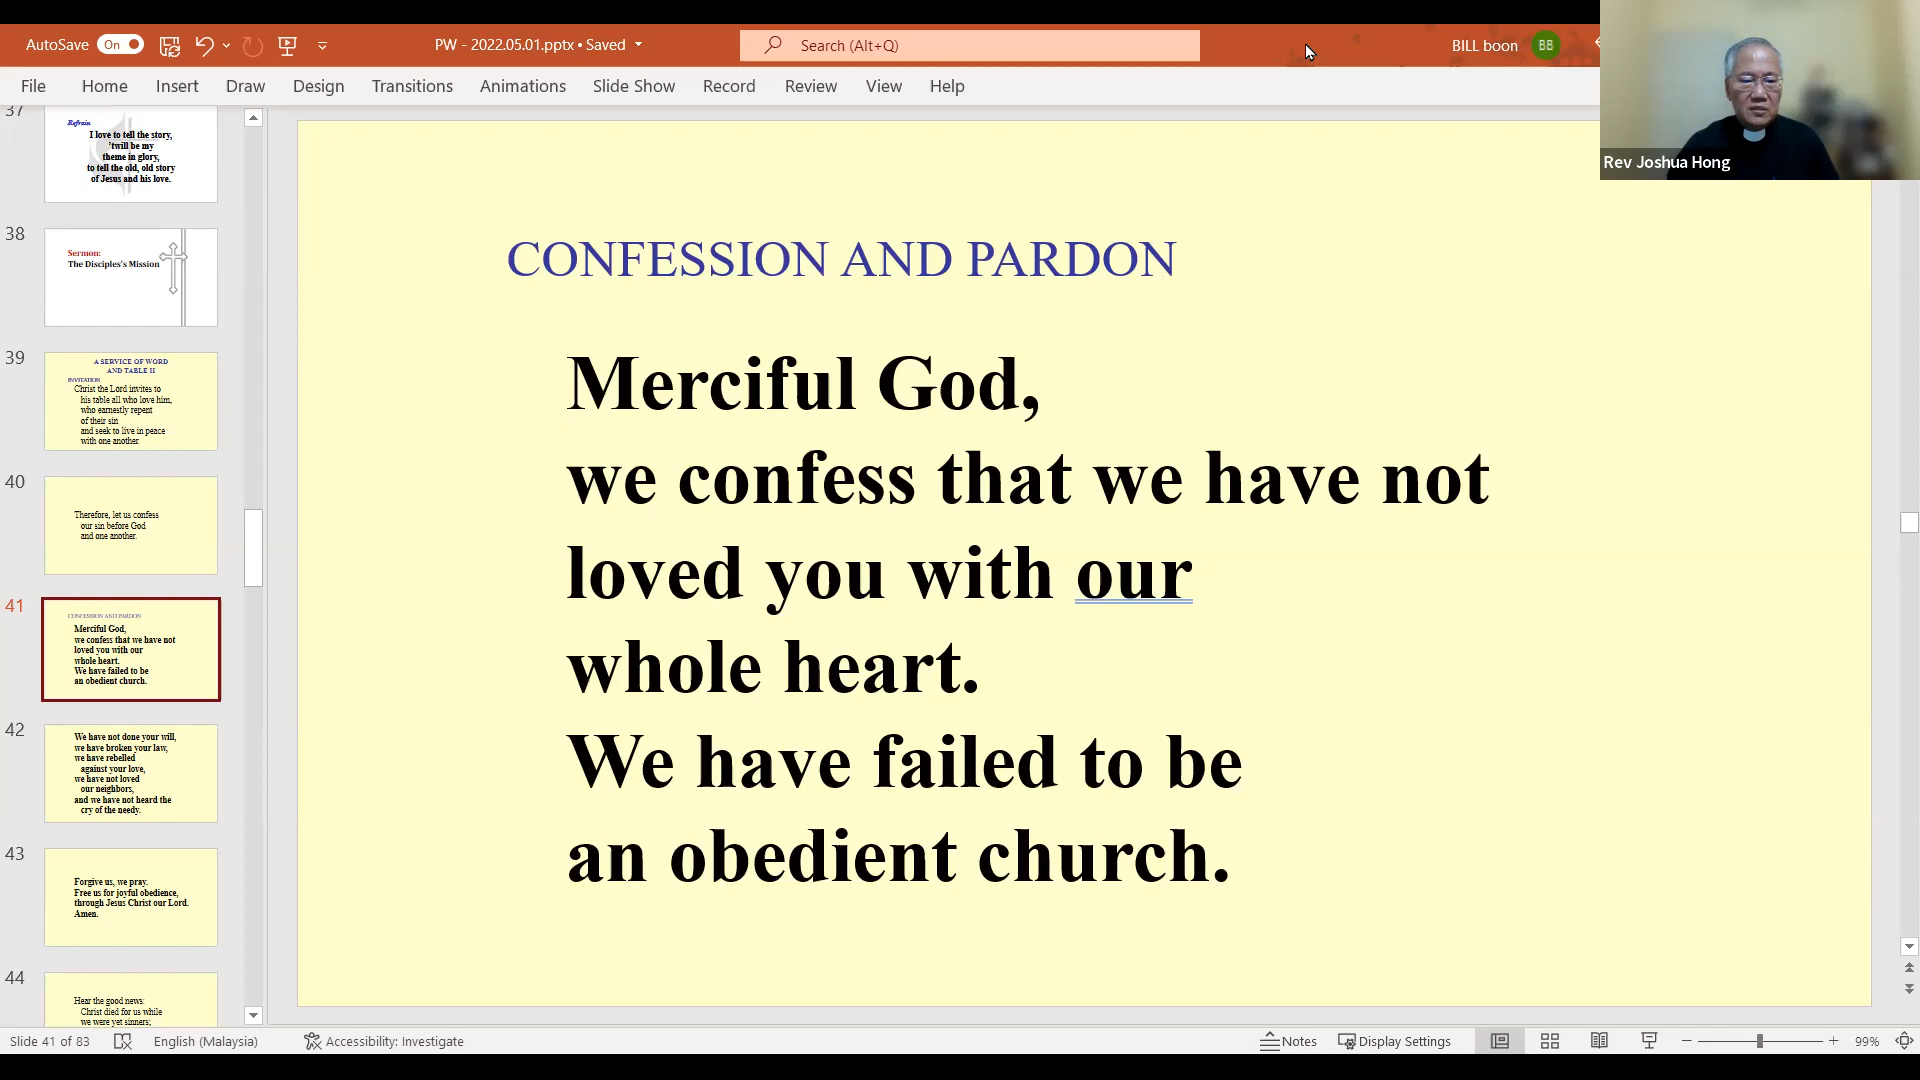 AutoSave On
PW - 2022.05.01.pptx • Saved
Search (Alt+Q)
BILL boon BB
File Home Insert Draw Design Transitions Animations Slide Show Record Review View Help
Rev Joshua Hong
37
Refrain
I love to tell the story,
'twill be my
theme in glory,
to tell the old, old story
of Jesus and his love.
38
Sermon:
The Disciples's Mission
39
A SERVICE OF WORD
AND TABLE II
INVITATION
Christ the Lord invites to
his table all who love him,
who earnestly repent
of their sin
and seek to live in peace
with one another.
40
Therefore, let us confess
our sin before God
and one another.
41
CONFESSION AND PARDON
Merciful God,
we confess that we have not
loved you with our
whole heart.
We have failed to be
an obedient church.
42
We have not done your will,
we have broken your law,
we have rebelled
against your love,
we have not loved
our neighbors,
and we have not heard the
cry of the needy.
43
Forgive us, we pray.
Free us for joyful obedience,
through Jesus Christ our Lord.
Amen.
44
Hear the good news:
Christ died for us while
we were yet sinners;
CONFESSION AND PARDON
Merciful God,
we confess that we have not
loved you with our
whole heart.
We have failed to be
an obedient church.
Slide 41 of 83
English (Malaysia)
Accessibility: Investigate
Notes
Display Settings
99%